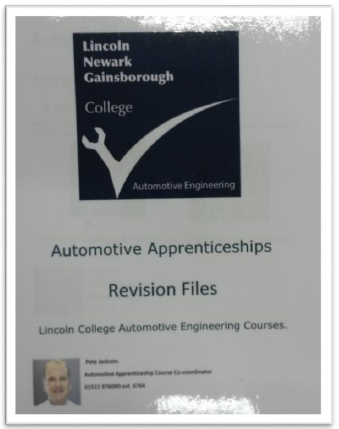 Lincoln
Newark
Gainsborough
College
Automotive Engineering
Automotive Apprenticeships
Revision Files
Lincoln College Automotive Engineering Courses.
Pete Jackson.
Automotive Apprenticeship Course Co-coordinator
01522 876000 ext. 6764